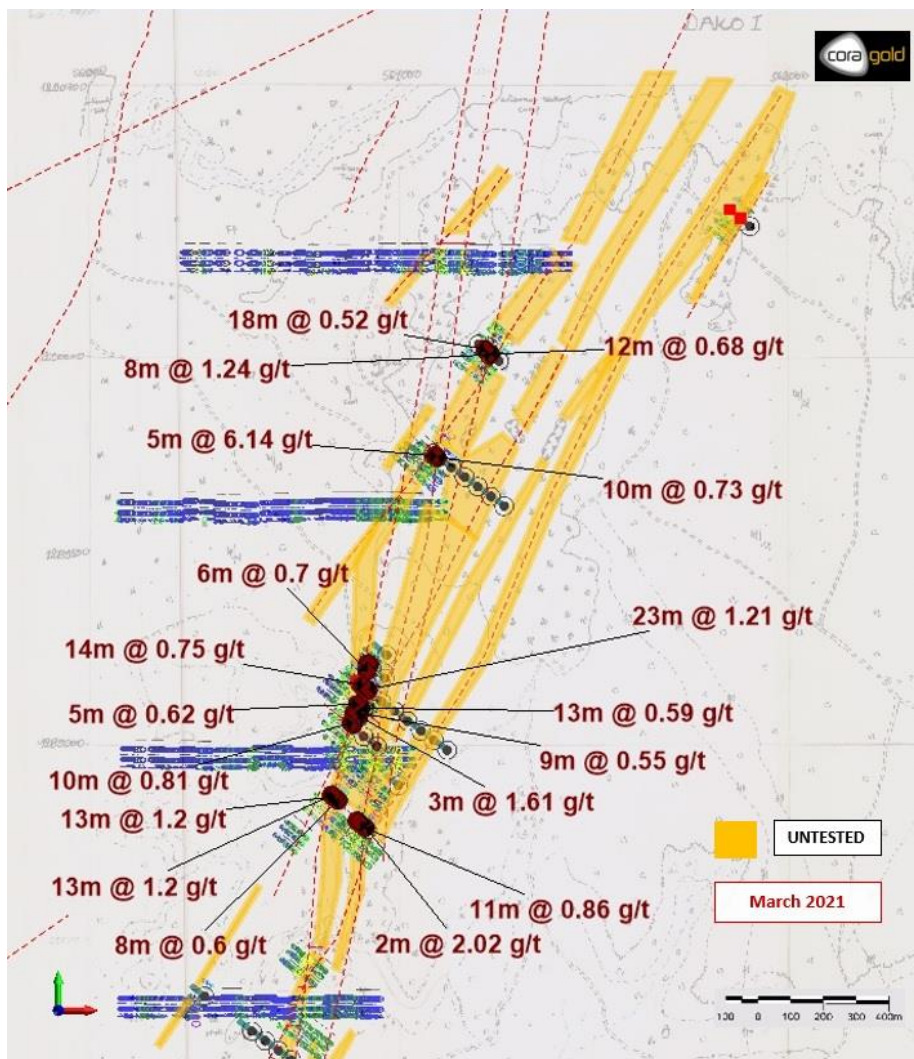 DAKO I
cora gold
18m @ 0.52 g/t
12m @ 0.68 g/t
8m @ 1.24 g/t
5m @ 6.14 g/t
10m @ 0.73 g/t
6m @ 0.7 g/t
23m @ 1.21 g/t
14m @ 0.75 g/t
5m @ 0.62 g/t
13m @ 0.59 g/t
9m @ 0.55 g/t
10m @ 0.81 g/t
3m @ 1.61 g/t
13m @ 1.2 g/t
UNTESTED
13m @ 1.2 g/t
March 2021
11m @ 0.86 g/t
8m @ 0.6 g/t
2m @ 2.02 g/t
100 0 100 200 300 400m